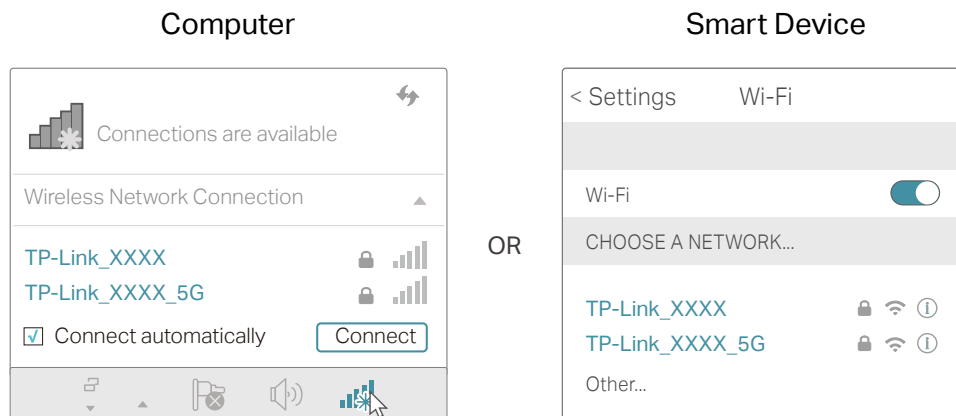 Computer
Connections are available
Wireless Network Connection
TP-Link_XXXX
TP-Link_XXXX_5G
Connect automatically
Connect
OR
Smart Device
< Settings Wi-Fi
Wi-Fi
CHOOSE A NETWORK...
TP-Link_XXXX
TP-Link_XXXX_5G
Other...